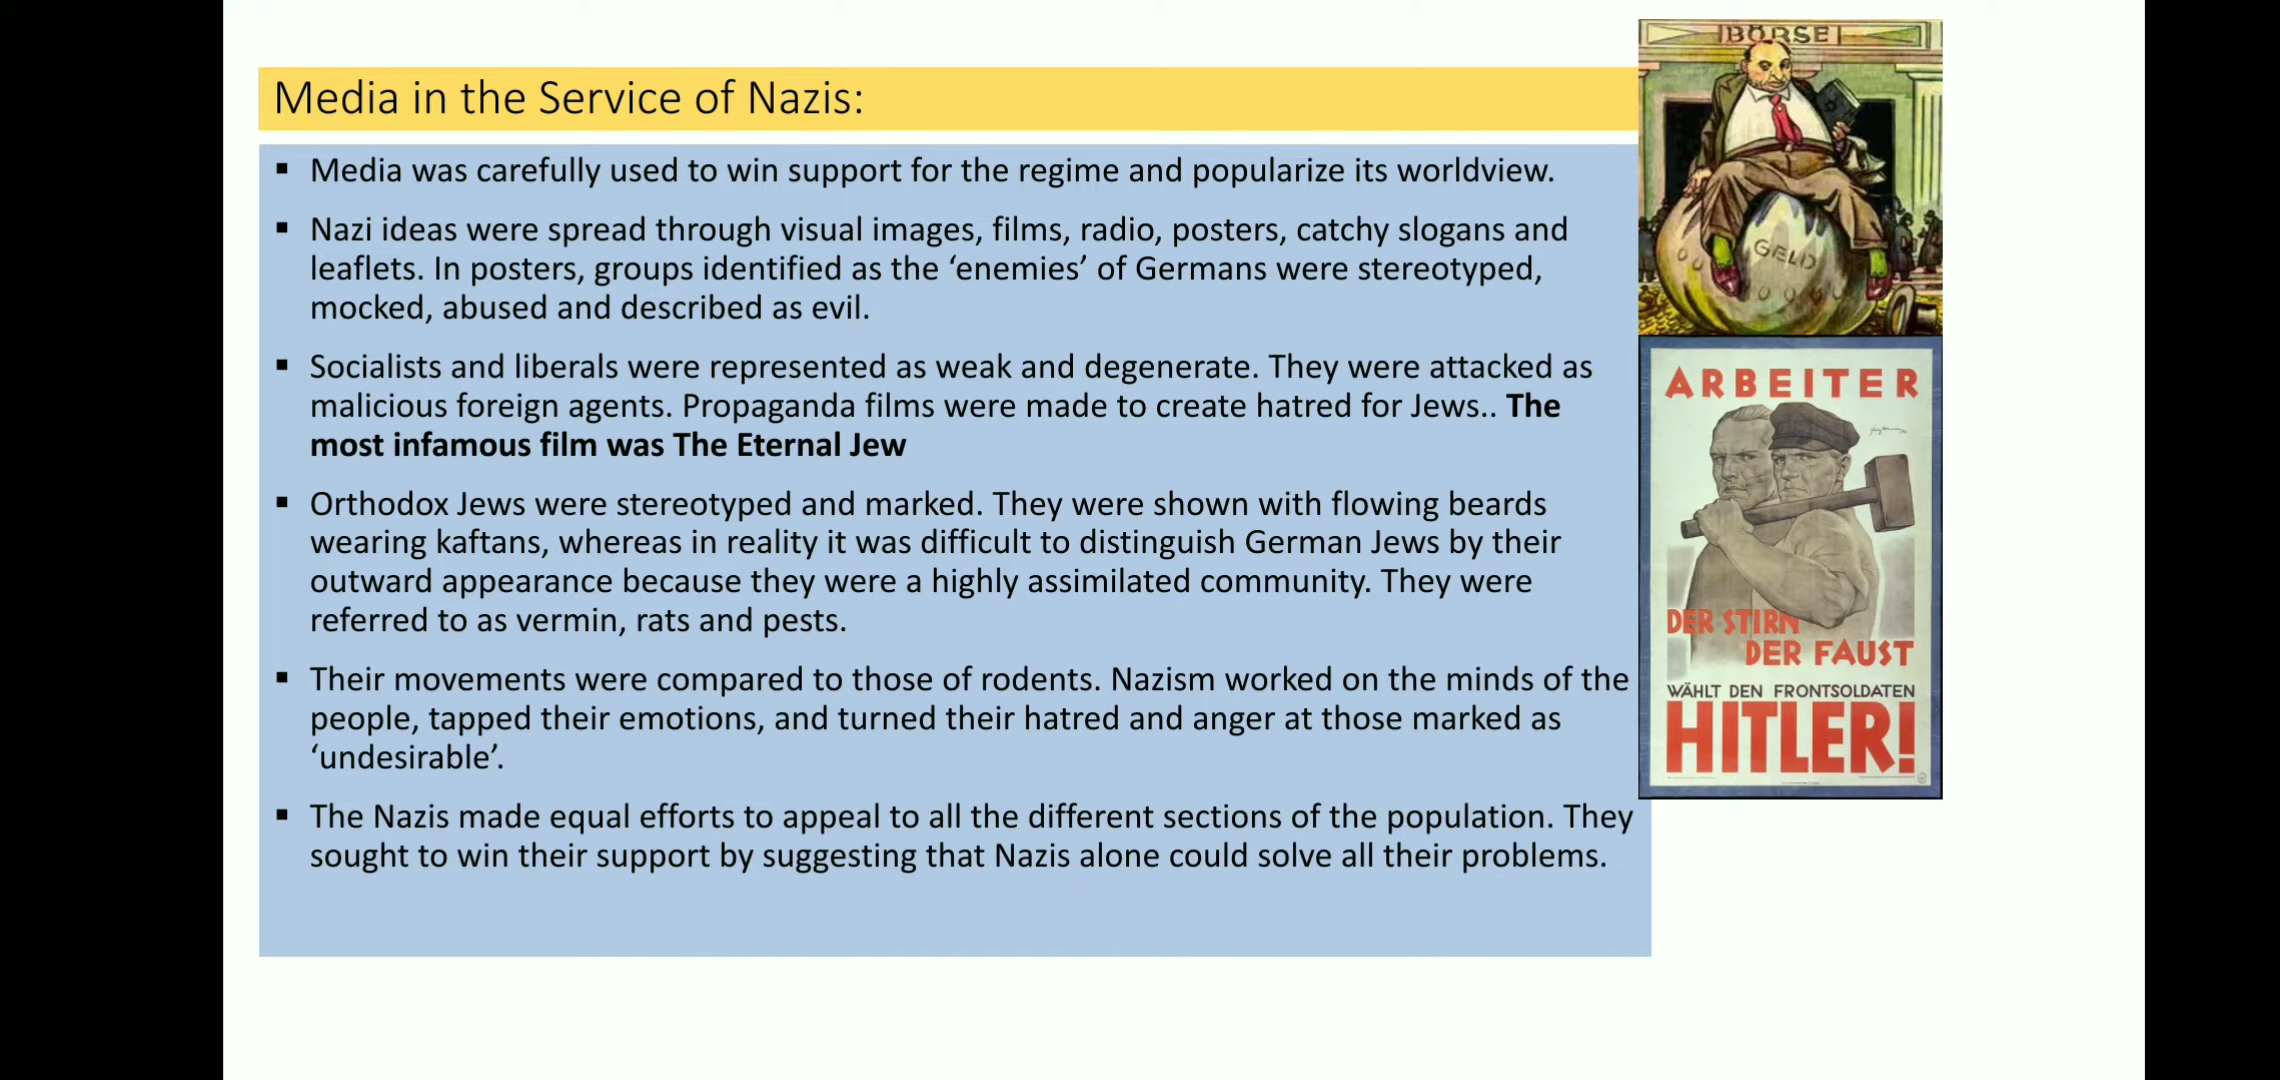 Media in the Service of Nazis:
▪ Media was carefully used to win support for the regime and popularize its worldview.
▪ Nazi ideas were spread through visual images, films, radio, posters, catchy slogans and
leaflets. In posters, groups identified as the ‘enemies’ of Germans were stereotyped,
mocked, abused and described as evil.
▪ Socialists and liberals were represented as weak and degenerate. They were attacked as
malicious foreign agents. Propaganda films were made to create hatred for Jews.. The
most infamous film was The Eternal Jew
▪ Orthodox Jews were stereotyped and marked. They were shown with flowing beards
wearing kaftans, whereas in reality it was difficult to distinguish German Jews by their
outward appearance because they were a highly assimilated community. They were
referred to as vermin, rats and pests.
▪ Their movements were compared to those of rodents. Nazism worked on the minds of the
people, tapped their emotions, and turned their hatred and anger at those marked as
‘undesirable’.
▪ The Nazis made equal efforts to appeal to all the different sections of the population. They
sought to win their support by suggesting that Nazis alone could solve all their problems.
BÖRSE
GELD
ARBEITER
DER STIRN
DER FAUST
WÄHLT DEN FRONTSOLDATEN
HITLER!